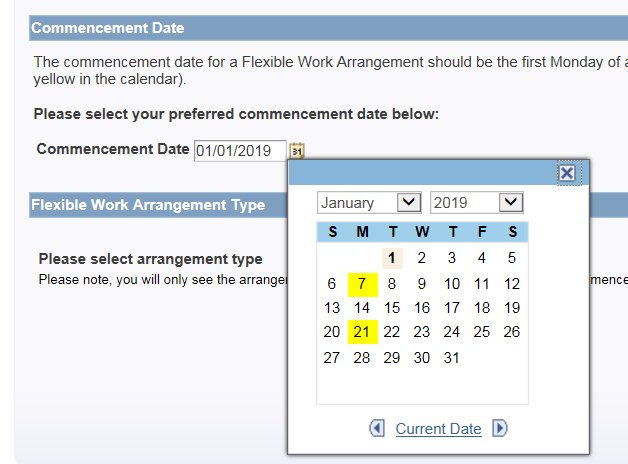 Commencement Date
The commencement date for a Flexible Work Arrangement should be the first Monday of a
yellow in the calendar).
Please select your preferred commencement date below:
Commencement Date 01/01/2019 31
January 2019
S M T W T F S
1 2 3 4 5
6 7 8 9 10 11 12
13 14 15 16 17 18 19
20 21 22 23 24 25 26
27 28 29 30 31
Current Date
Flexible Work Arrangement Type
Please select arrangement type
Please note, you will only see the arranger mence